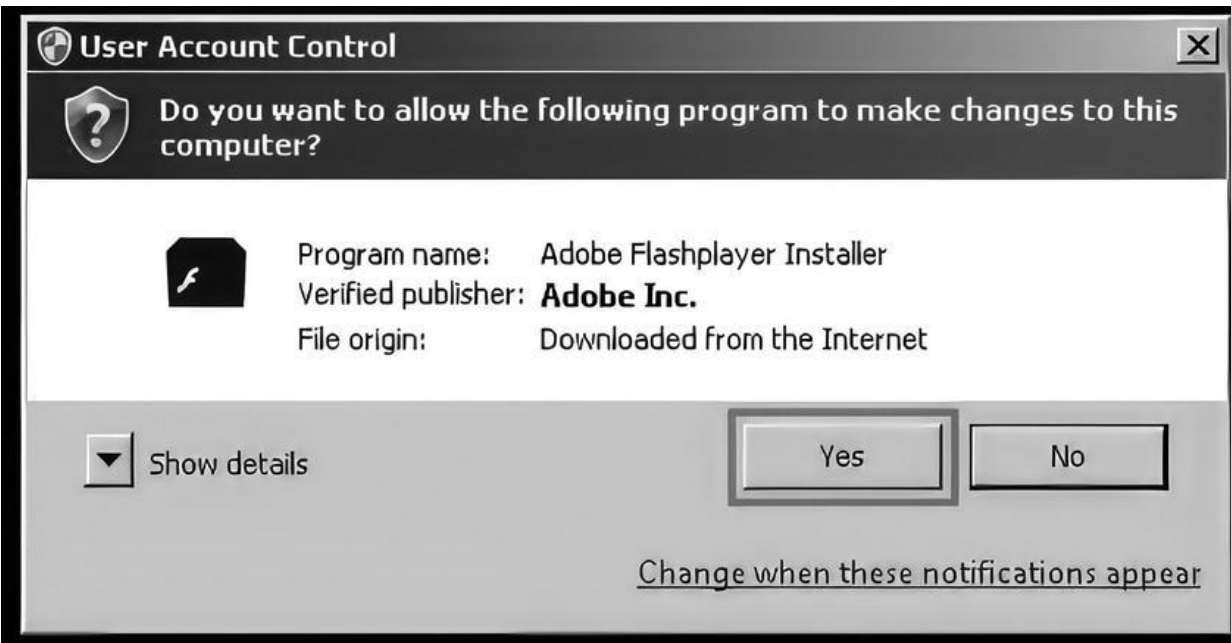 User Account Control
Do you want to allow the following program to make changes to this
computer?
Program name: Adobe Flashplayer Installer
Verified publisher: Adobe Inc.
File origin: Downloaded from the Internet
Show details
Yes No
Change when these notifications appear